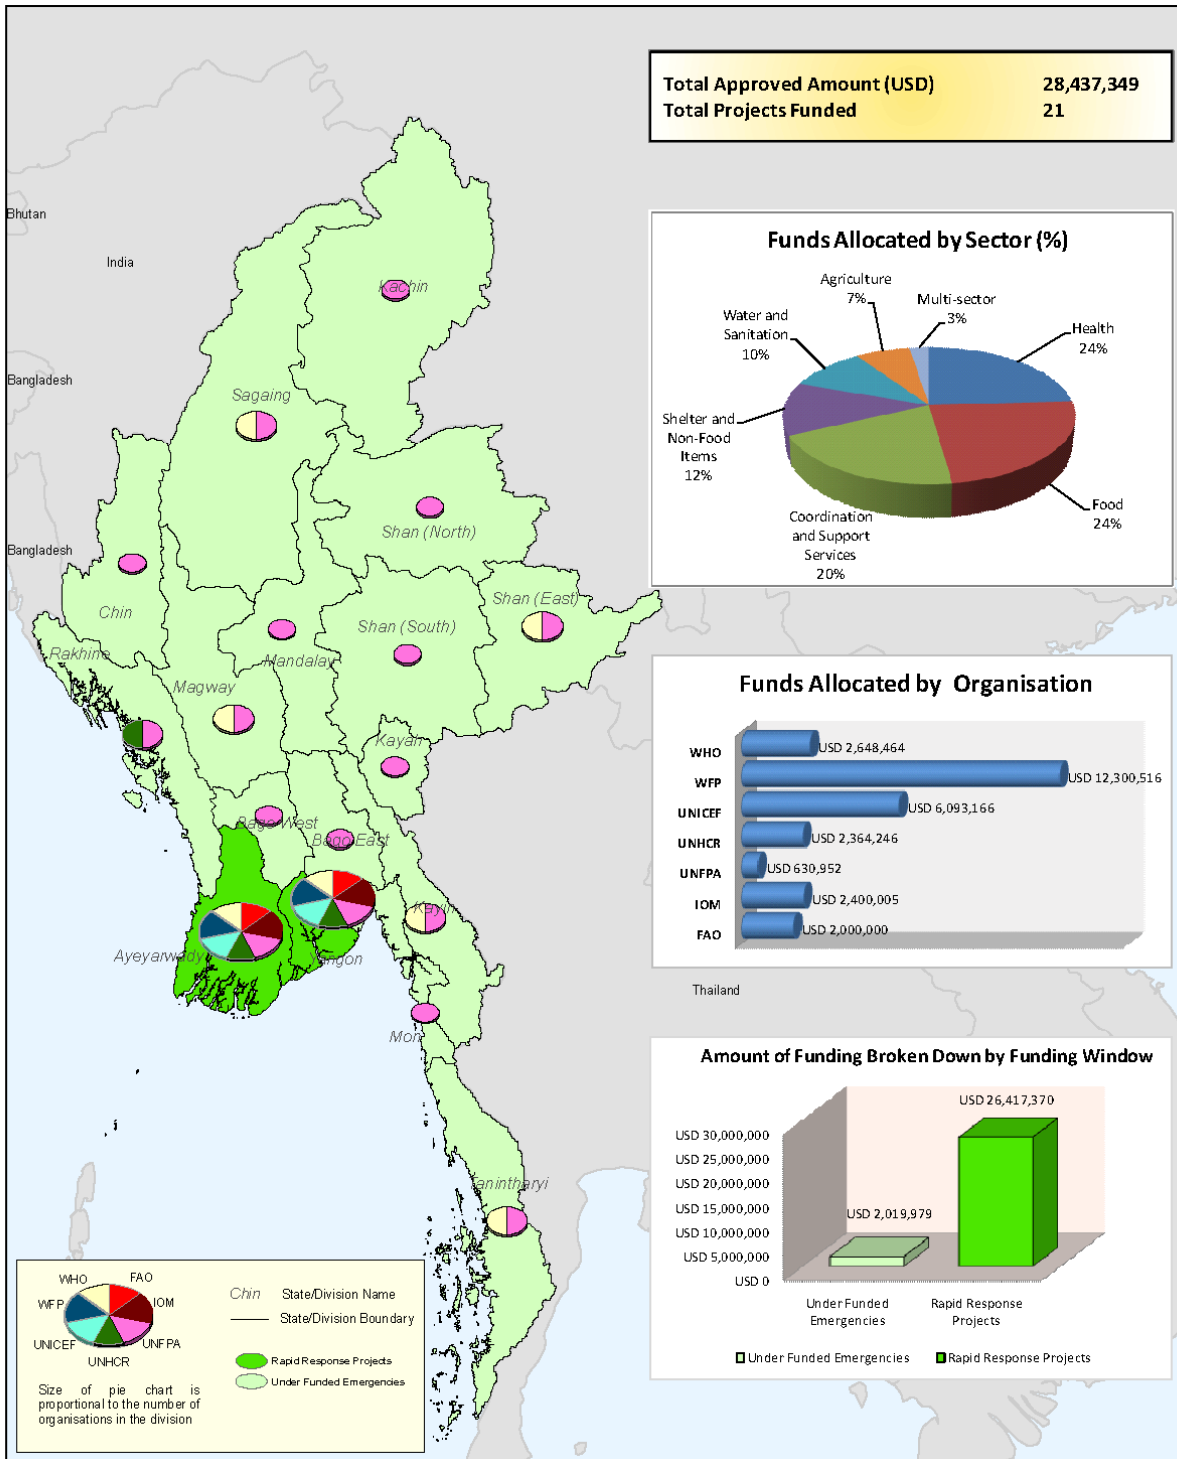 Total Approved Amount (USD) 28,437,349
Total Projects Funded 21
Bhutan
India
Bangladesh
Bangladesh
Thailand
Kachin
Sagaing
Shan (North)
Chin
Shan (East)
Shan (South)
Rakhine
Mandalay
Magway
Kayah
Bago West
Bago East
Kayin
Ayeyarwady
Yangon
Mon
Tanintharyi
Funds Allocated by Sector (%)
Agriculture
7%
Multi-sector
3%
Water and
Sanitation
10%
Health
24%
Shelter and
Non-Food
Items
12%
Food
24%
Coordination
and Support
Services
20%
Funds Allocated by Organisation
WHO USD 2,648,464
WFP USD 12,300,516
UNICEF USD 6,093,166
UNHCR USD 2,364,246
UNFPA USD 630,952
IOM USD 2,400,005
FAO USD 2,000,000
Amount of Funding Broken Down by Funding Window
USD 26,417,370
USD 2,019,979
USD 30,000,000
USD 25,000,000
USD 20,000,000
USD 15,000,000
USD 10,000,000
USD 5,000,000
USD 0
Under Funded
Emergencies
Rapid Response
Projects
Under Funded Emergencies Rapid Response Projects
WHO FAO
WFP IOM
UNICEF UNFPA
UNHCR
Size of pie chart is
proportional to the number of
organisations in the division
Chin State/Division Name
State/Division Boundary
Rapid Response Projects
Under Funded Emergencies